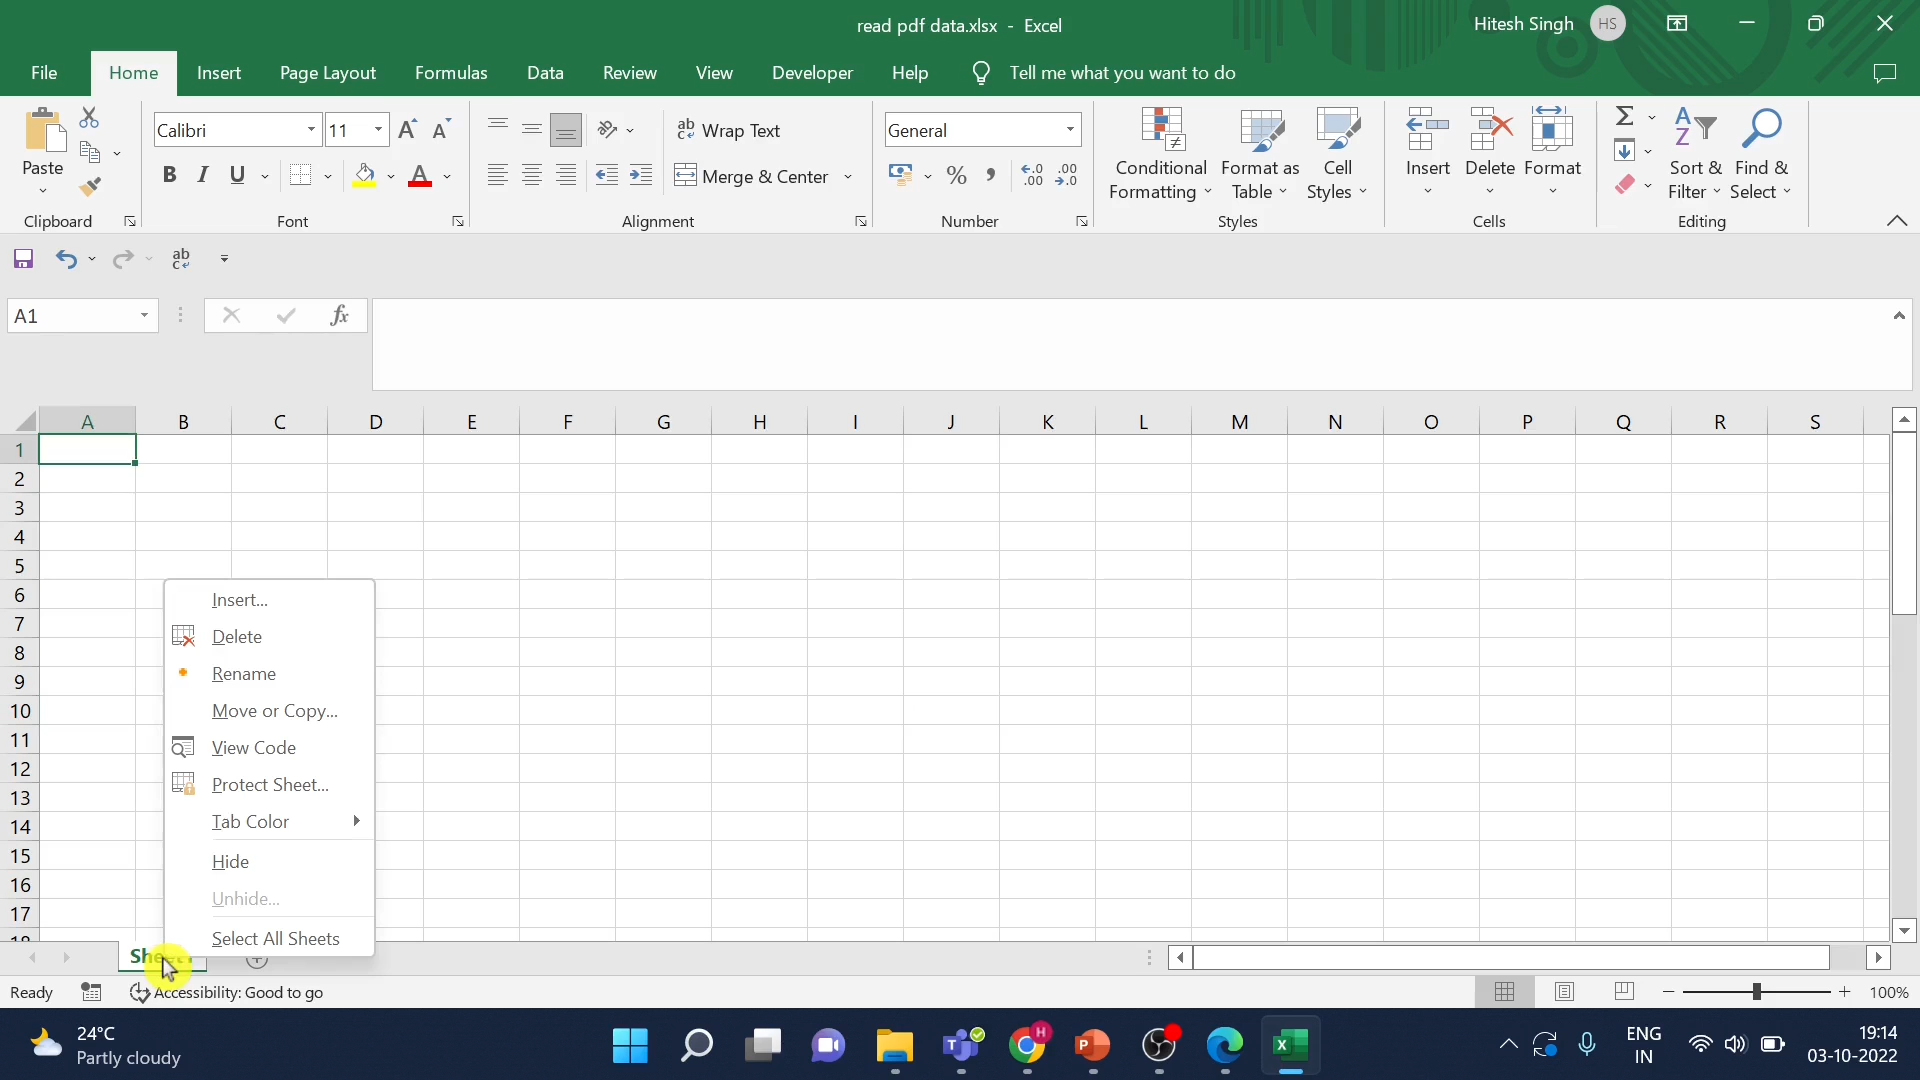 read pdf data.xlsx - Excel
Hitesh Singh HS
File Home Insert Page Layout Formulas Data Review View Developer Help Tell me what you want to do
Paste
Clipboard
Calibri 11
B I U A
Font
ab Wrap Text
Merge & Center
Alignment
General
% , .00 .00
Number
Conditional Formatting
Format as Table
Cell Styles
Styles
Insert Delete Format
Cells
Sort & Filter
Find & Select
Editing
A1 fx
A B C D E F G H I J K L M N O P Q R S
1
2
3
4
5
6
7
8
9
10
11
12
13
14
15
16
17
Insert...
Delete
Rename
Move or Copy...
View Code
Protect Sheet...
Tab Color
Hide
Unhide...
Select All Sheets
Ready Accessibility: Good to go 100%
24°C
Partly cloudy
ENG
IN
19:14
03-10-2022